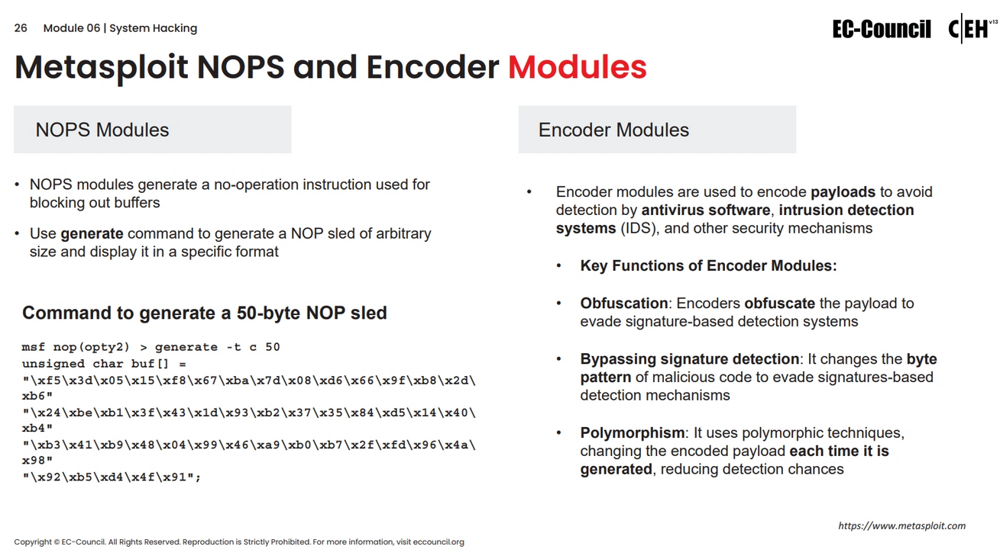 26 Module 06 | System Hacking
EC-Council C|EH v13
Metasploit NOPS and Encoder Modules
NOPS Modules
• NOPS modules generate a no-operation instruction used for
blocking out buffers
• Use generate command to generate a NOP sled of arbitrary
size and display it in a specific format
Command to generate a 50-byte NOP sled
msf nop(opty2) > generate -t c 50
unsigned char buf[] =
"\xf5\x3d\x05\x15\xf8\x67\xba\x7d\x08\xd6\x66\x9f\xb8\x2d\
xb6"
"\x24\xbe\xb1\x3f\x43\x1d\x93\xb2\x37\x35\x84\xd5\x14\x40\
xb4"
"\xb3\x41\xb9\x48\x04\x99\x46\xa9\xb0\xb7\x2f\xfd\x96\x4a\
x98"
"\x92\xb5\xd4\x4f\x91";
Encoder Modules
• Encoder modules are used to encode payloads to avoid
detection by antivirus software, intrusion detection
systems (IDS), and other security mechanisms
• Key Functions of Encoder Modules:
• Obfuscation: Encoders obfuscate the payload to
evade signature-based detection systems
• Bypassing signature detection: It changes the byte
pattern of malicious code to evade signatures-based
detection mechanisms
• Polymorphism: It uses polymorphic techniques,
changing the encoded payload each time it is
generated, reducing detection chances
https://www.metasploit.com
Copyright © EC-Council. All Rights Reserved. Reproduction is Strictly Prohibited. For more information, visit eccouncil.org